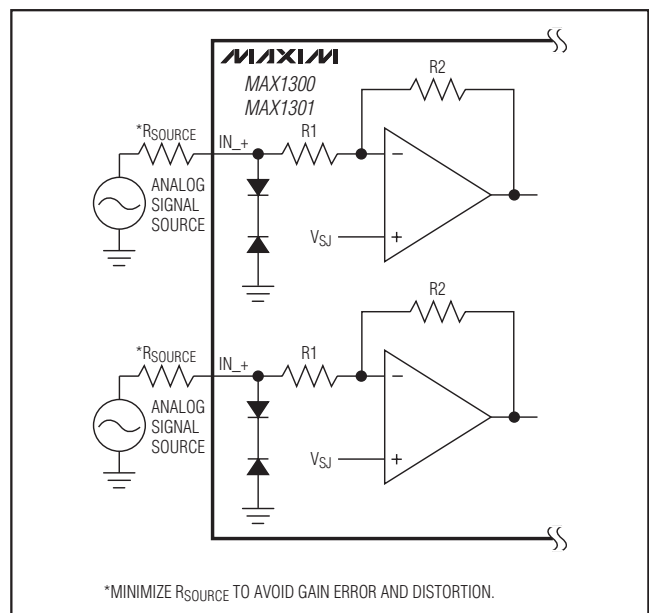 MAXIM
MAX1300
MAX1301
R2
*RSOURCE
IN_+
R1
ANALOG
SIGNAL
SOURCE
−
VSJ
+
R2
*RSOURCE
IN_+
R1
ANALOG
SIGNAL
SOURCE
−
VSJ
+
*MINIMIZE RSOURCE TO AVOID GAIN ERROR AND DISTORTION.